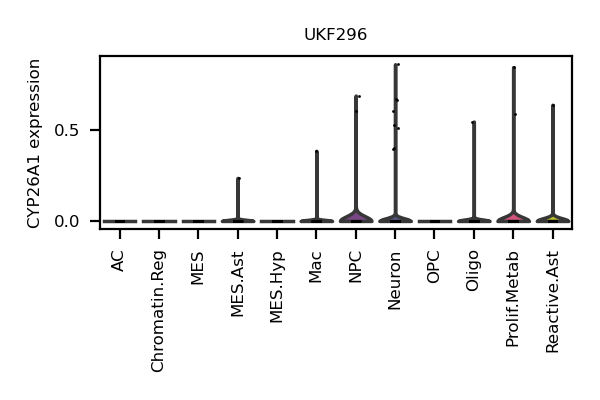 UKF296
CYP26A1 expression
0.5
0.0
AC
Chromatin.Reg
MES
MES.Ast
MES.Hyp
Mac
NPC
Neuron
OPC
Oligo
Prolif.Metab
Reactive.Ast